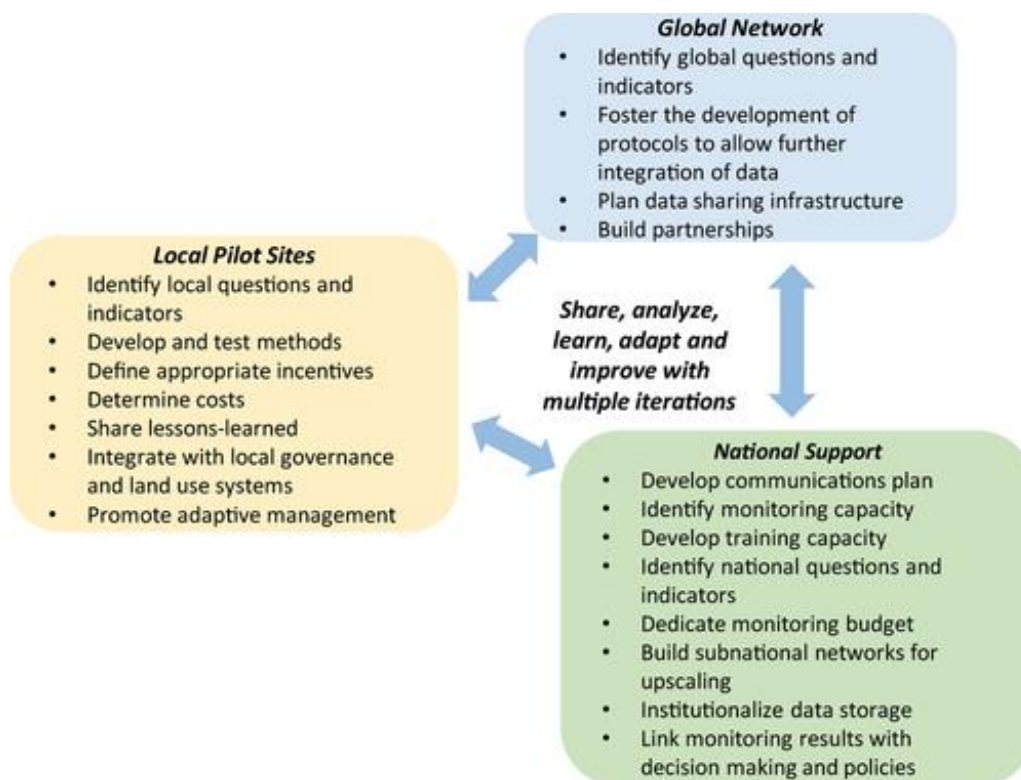 Global Network
• Identify global questions and
indicators
• Foster the development of
protocols to allow further
integration of data
• Plan data sharing infrastructure
• Build partnerships
Local Pilot Sites
• Identify local questions and
indicators
• Develop and test methods
• Define appropriate incentives
• Determine costs
• Share lessons-learned
• Integrate with local governance
and land use systems
• Promote adaptive management
Share, analyze,
learn, adapt and
improve with
multiple iterations
National Support
• Develop communications plan
• Identify monitoring capacity
• Develop training capacity
• Identify national questions and
indicators
• Dedicate monitoring budget
• Build subnational networks for
upscaling
• Institutionalize data storage
• Link monitoring results with
decision making and policies